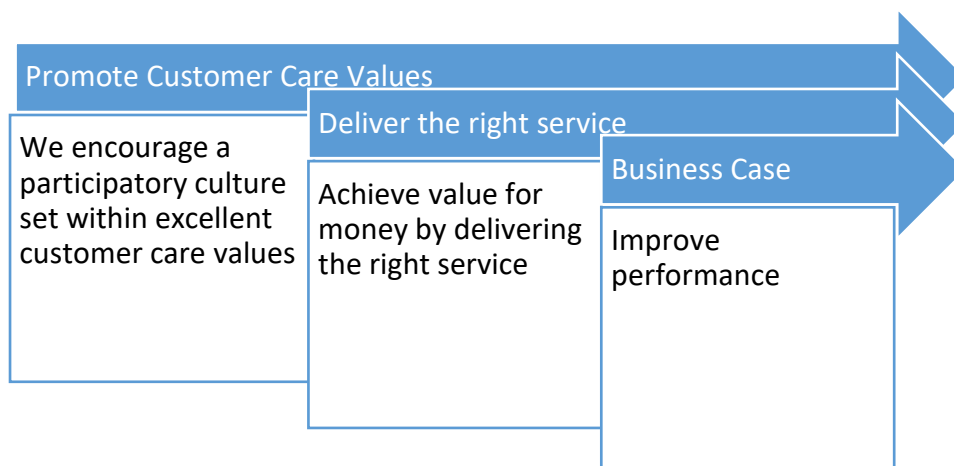 Promote Customer Care Values
We encourage a
participatory culture
set within excellent
customer care values
Deliver the right service
Achieve value for
money by delivering
the right service
Business Case
Improve
performance